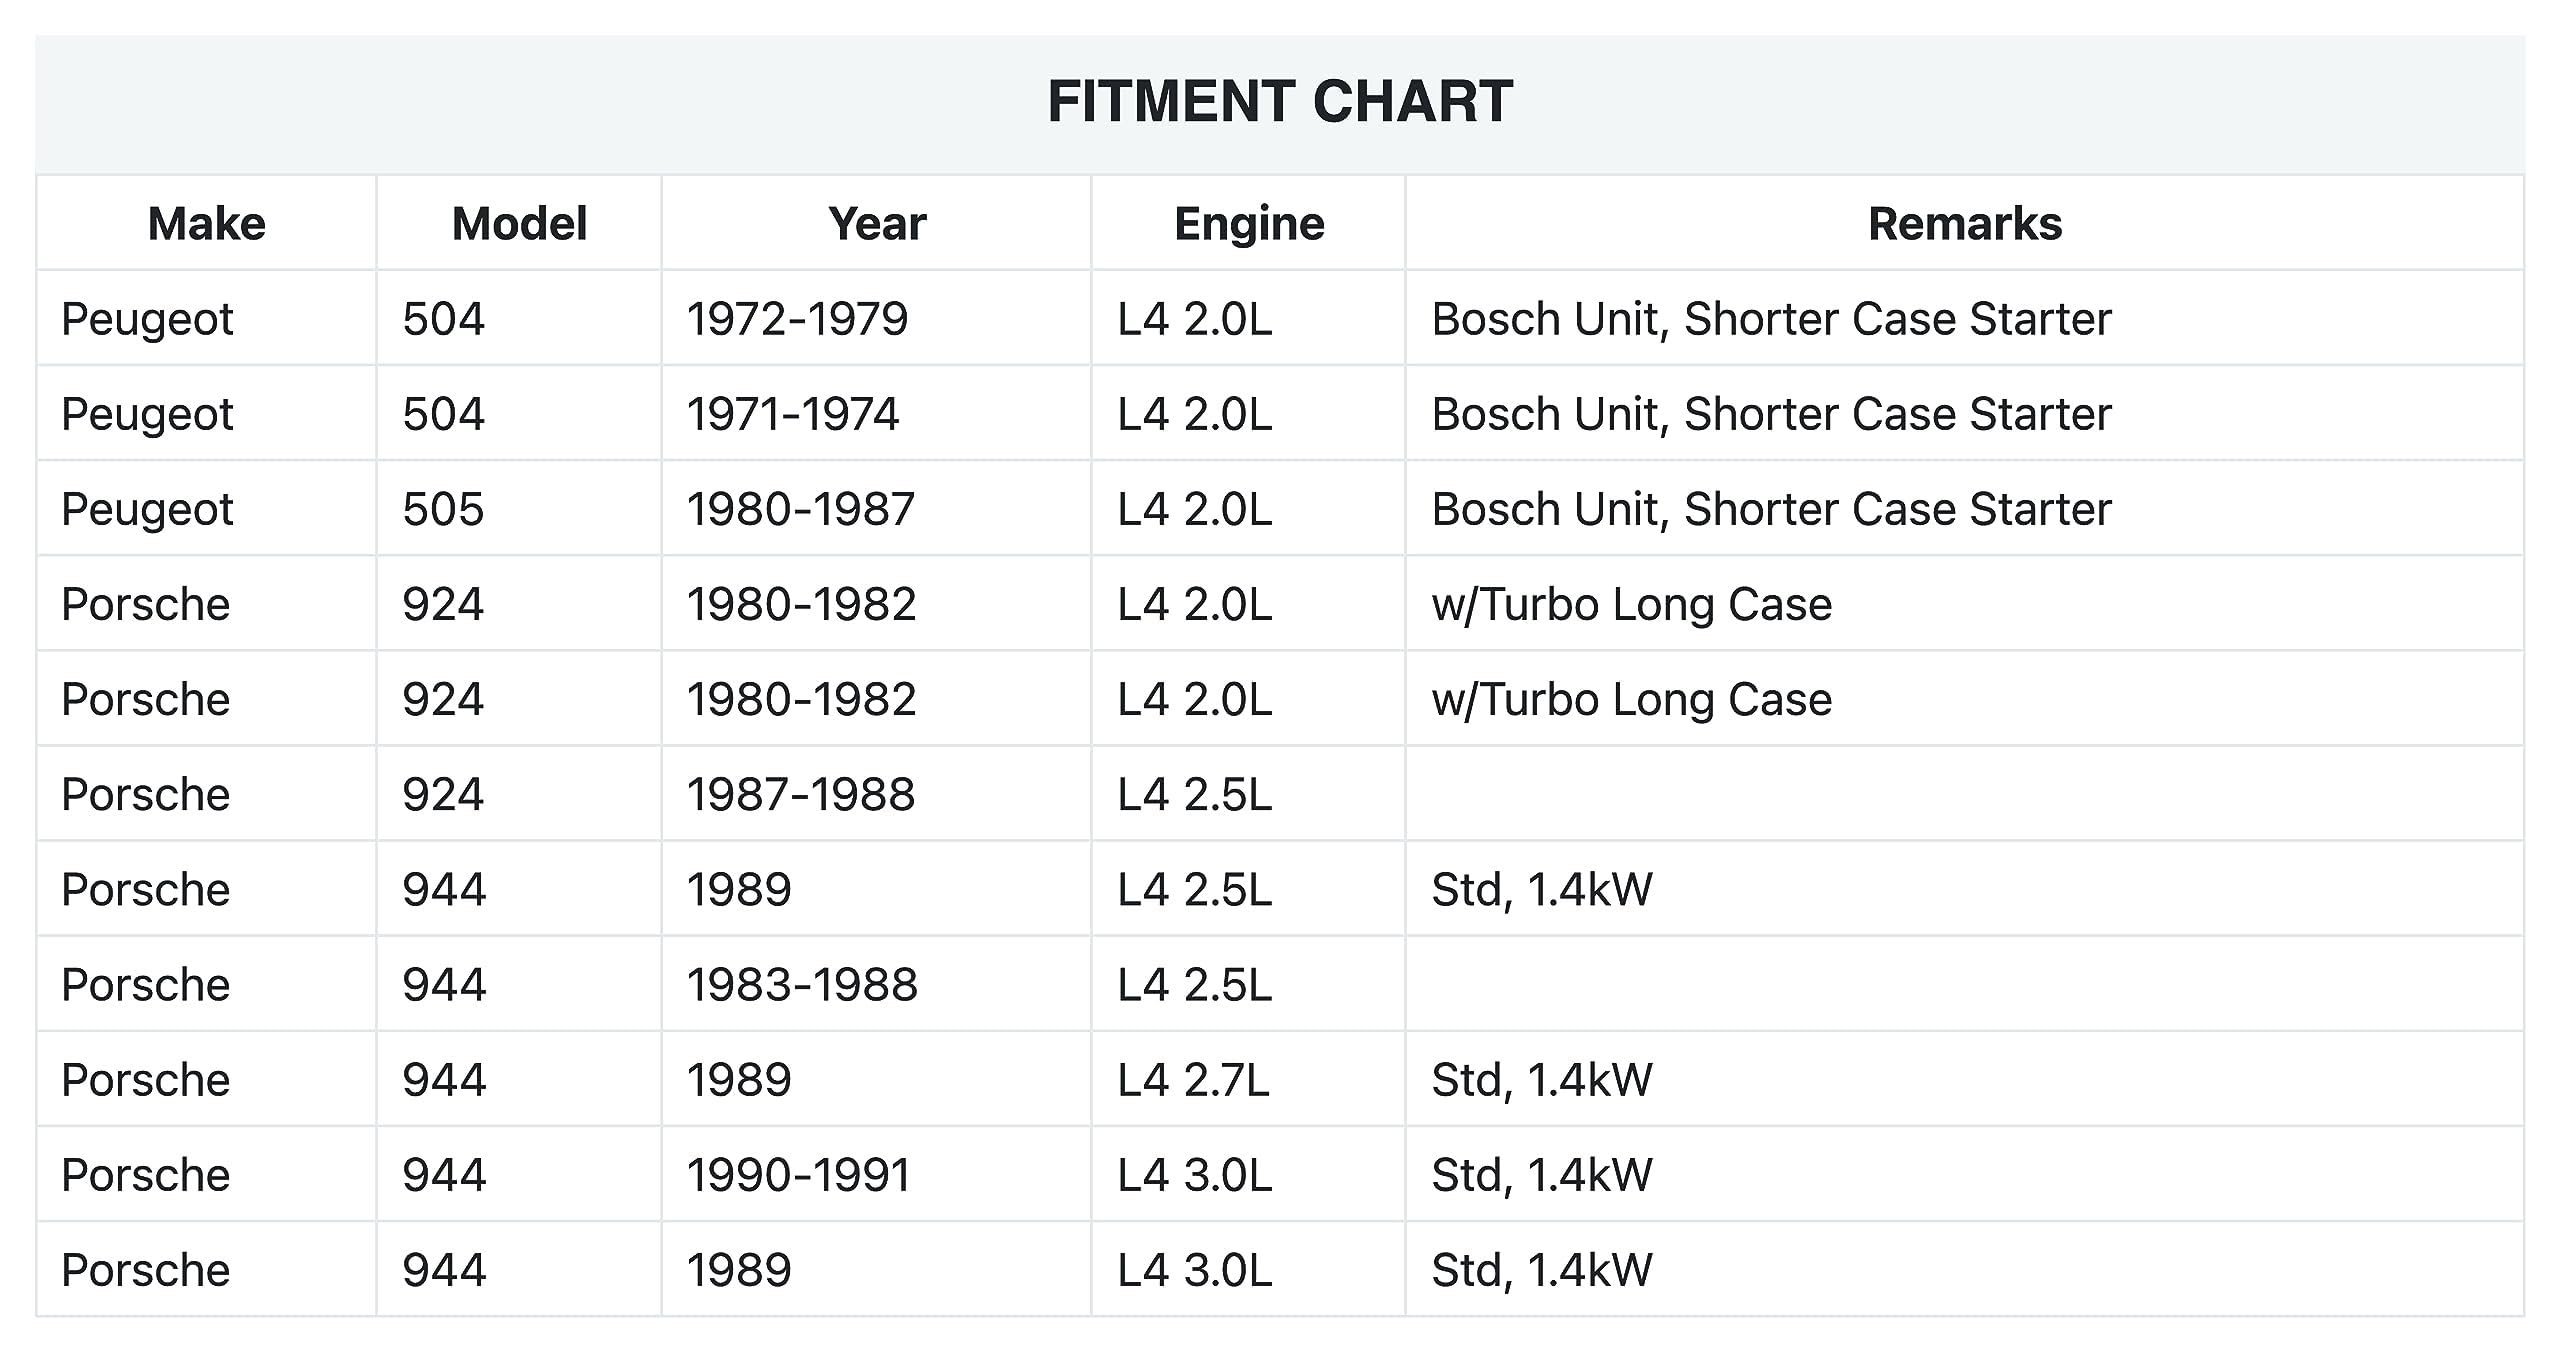 FITMENT CHART
Make Model Year Engine Remarks
Peugeot 504 1972-1979 L4 2.0L Bosch Unit, Shorter Case Starter
Peugeot 504 1971-1974 L4 2.0L Bosch Unit, Shorter Case Starter
Peugeot 505 1980-1987 L4 2.0L Bosch Unit, Shorter Case Starter
Porsche 924 1980-1982 L4 2.0L w/Turbo Long Case
Porsche 924 1980-1982 L4 2.0L w/Turbo Long Case
Porsche 924 1987-1988 L4 2.5L
Porsche 944 1989 L4 2.5L Std, 1.4kW
Porsche 944 1983-1988 L4 2.5L
Porsche 944 1989 L4 2.7L Std, 1.4kW
Porsche 944 1990-1991 L4 3.0L Std, 1.4kW
Porsche 944 1989 L4 3.0L Std, 1.4kW